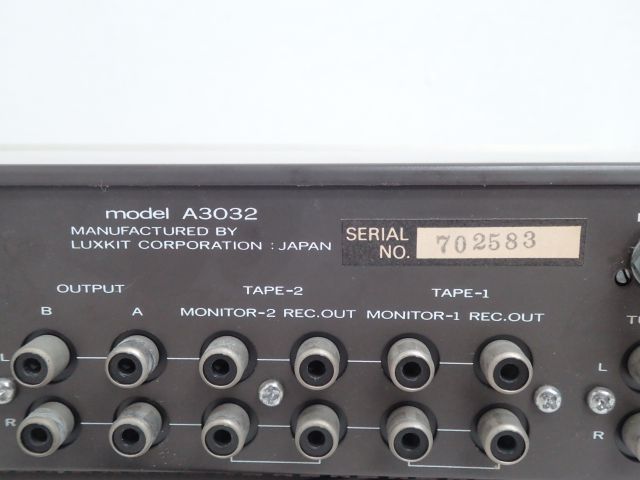 model A3032
MANUFACTURED BY
LUXKIT CORPORATION : JAPAN
SERIAL
NO.
702583
OUTPUT TAPE-2 TAPE-1
B A MONITOR-2 REC.OUT MONITOR-1 REC.OUT
L L
R R